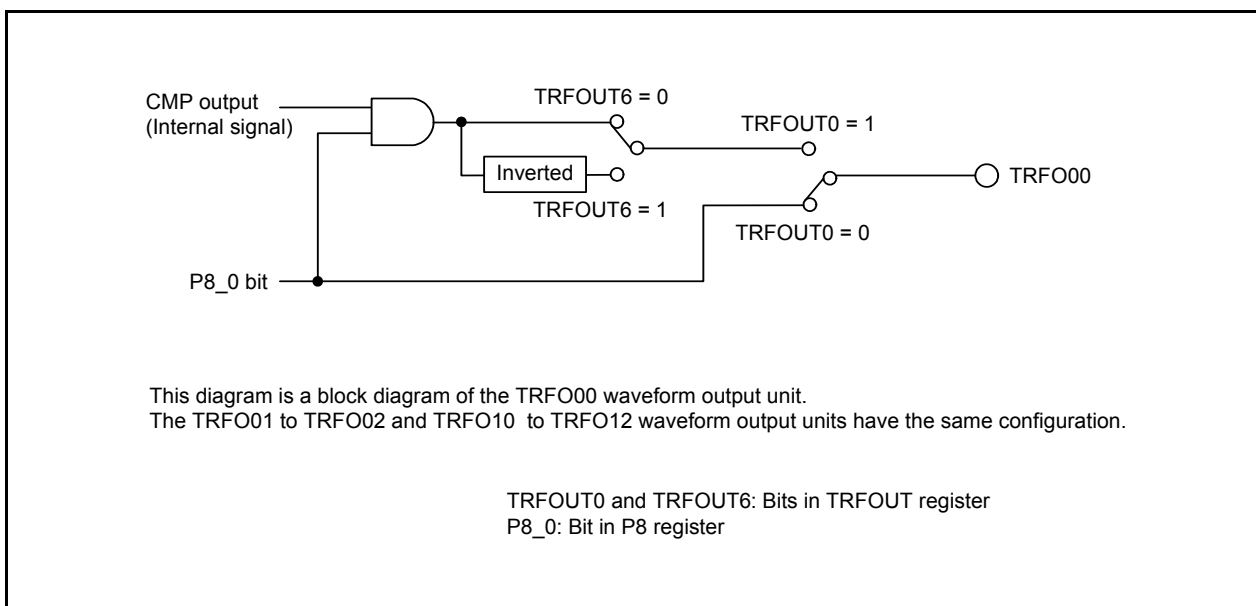 CMP output
(Internal signal)
TRFOUT6 = 0
TRFOUT0 = 1
Inverted
TRFO00
TRFOUT6 = 1
TRFOUT0 = 0
P8_0 bit
This diagram is a block diagram of the TRFO00 waveform output unit.
The TRFO01 to TRFO02 and TRFO10 to TRFO12 waveform output units have the same configuration.
TRFOUT0 and TRFOUT6: Bits in TRFOUT register
P8_0: Bit in P8 register